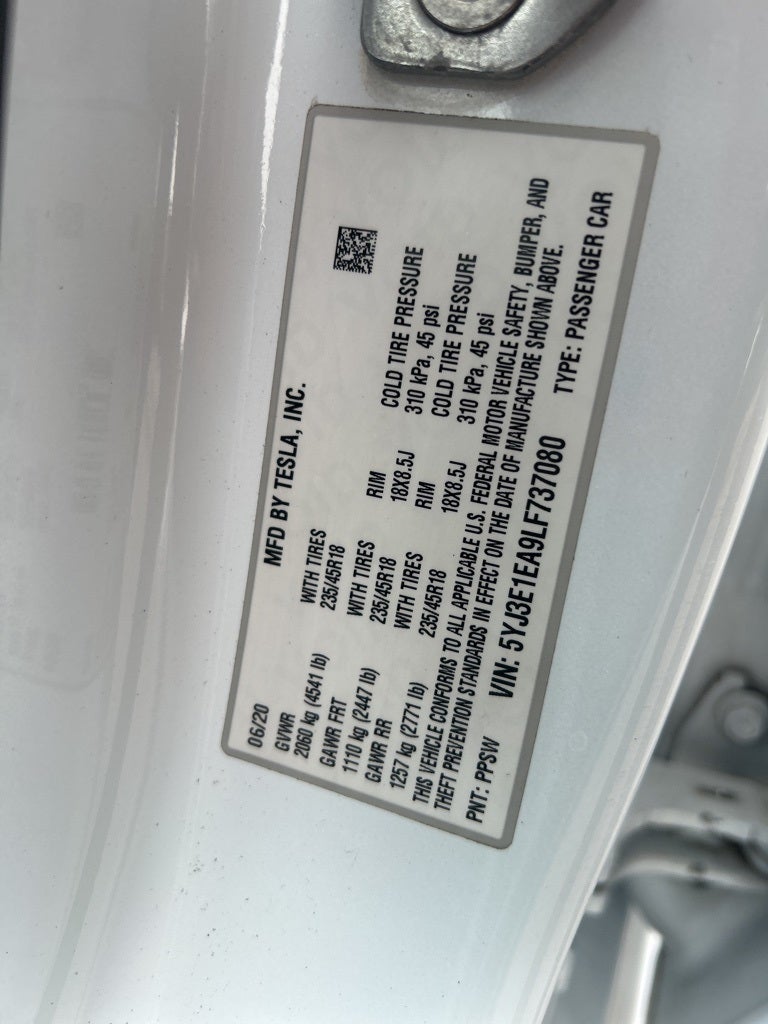 MFD BY TESLA, INC.
06/20
GVWR WITH TIRES
2060 kg (4541 lb) 235/45R18
GAWR FRT WITH TIRES RIM COLD TIRE PRESSURE
1110 kg (2447 lb) 235/45R18 18X8.5J 310 kPa, 45 psi
GAWR RR WITH TIRES RIM COLD TIRE PRESSURE
1257 kg (2771 lb) 235/45R18 18X8.5J 310 kPa, 45 psi
THIS VEHICLE CONFORMS TO ALL APPLICABLE U.S. FEDERAL MOTOR VEHICLE SAFETY, BUMPER, AND
THEFT PREVENTION STANDARDS IN EFFECT ON THE DATE OF MANUFACTURE SHOWN ABOVE.
PNT: PPSW VIN: 5YJ3E1EA9LF737080 TYPE: PASSENGER CAR